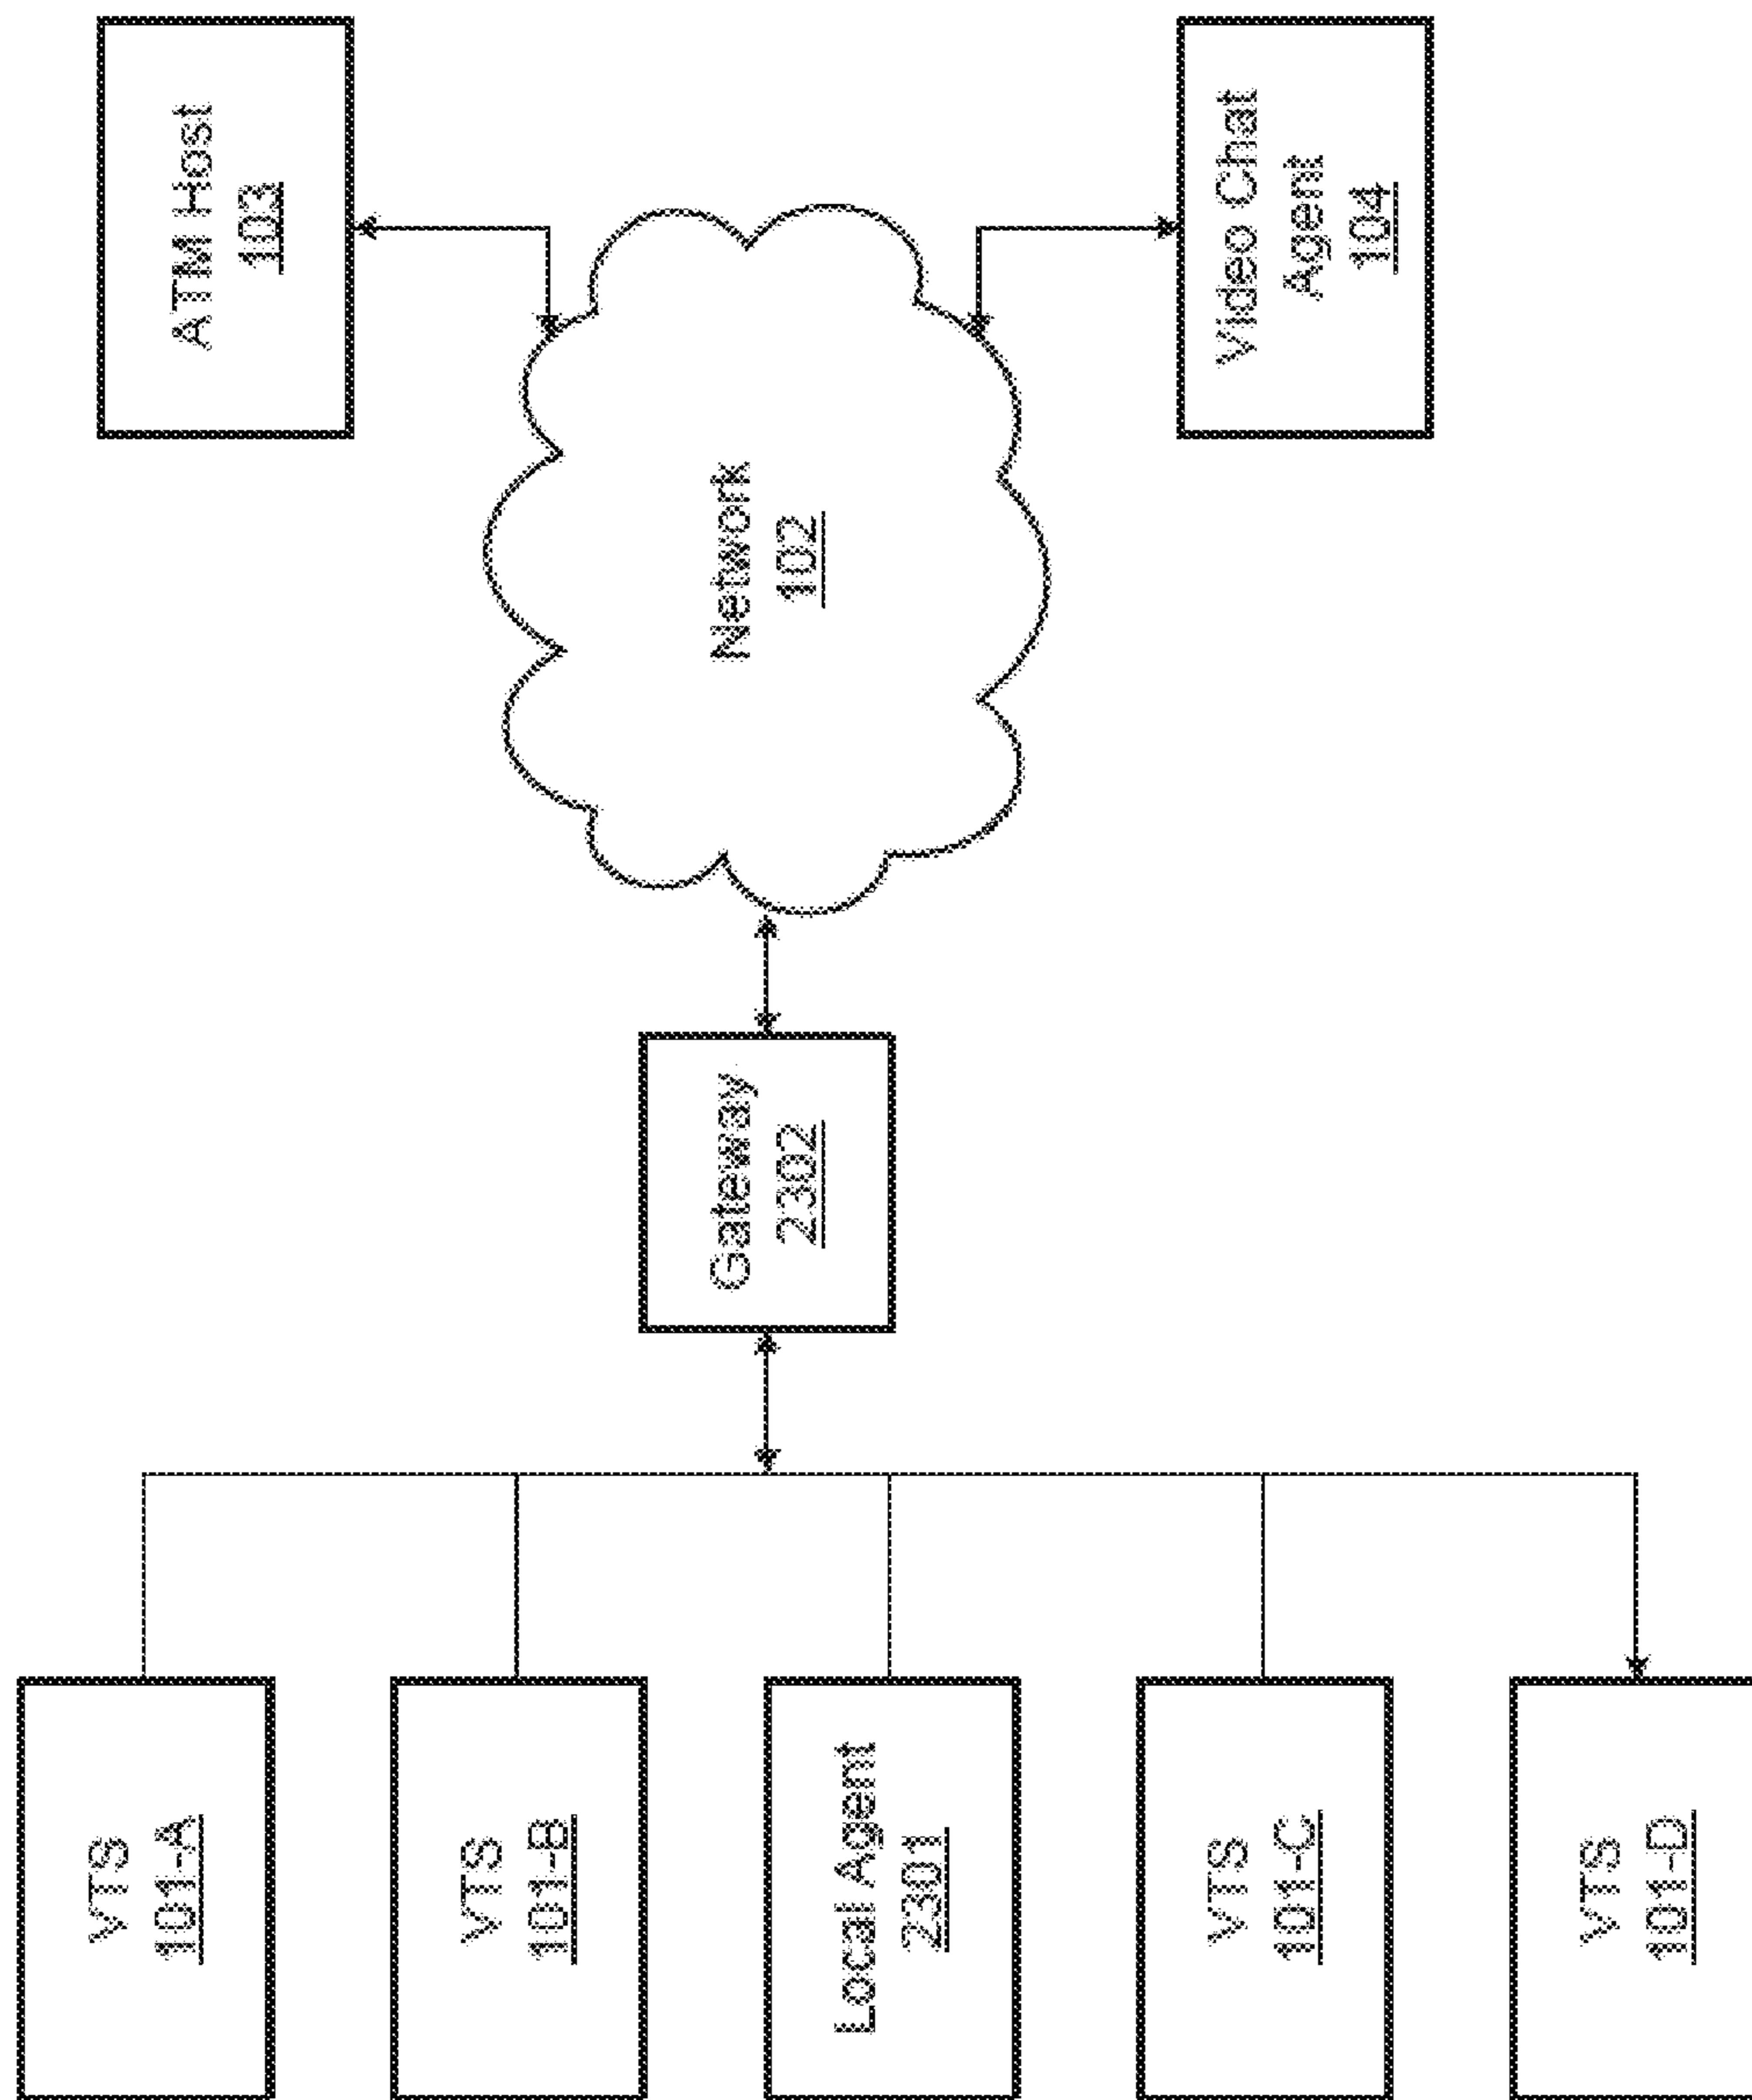 VTS
101-A
VTS
101-B
Local Agent
2301
VTS
101-C
VTS
101-D
Gateway
2302
Network
102
ATM Host
103
Video Chat
Agent
104